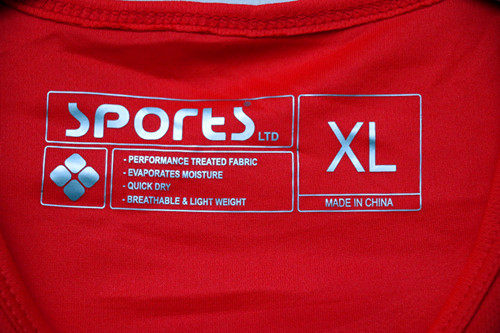 SPORTS LTD
XL
- PERFORMANCE TREATED FABRIC
- EVAPORATES MOISTURE
- QUICK DRY
- BREATHABLE & LIGHT WEIGHT
MADE IN CHINA